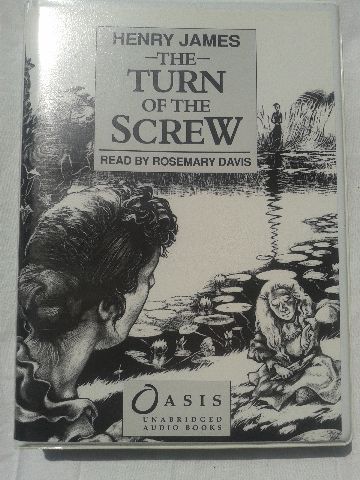 HENRY JAMES
-THE-
TURN
OF THE
SCREW
READ BY ROSEMARY DAVIS
OASIS
UNABRIDGED
AUDIO BOOKS